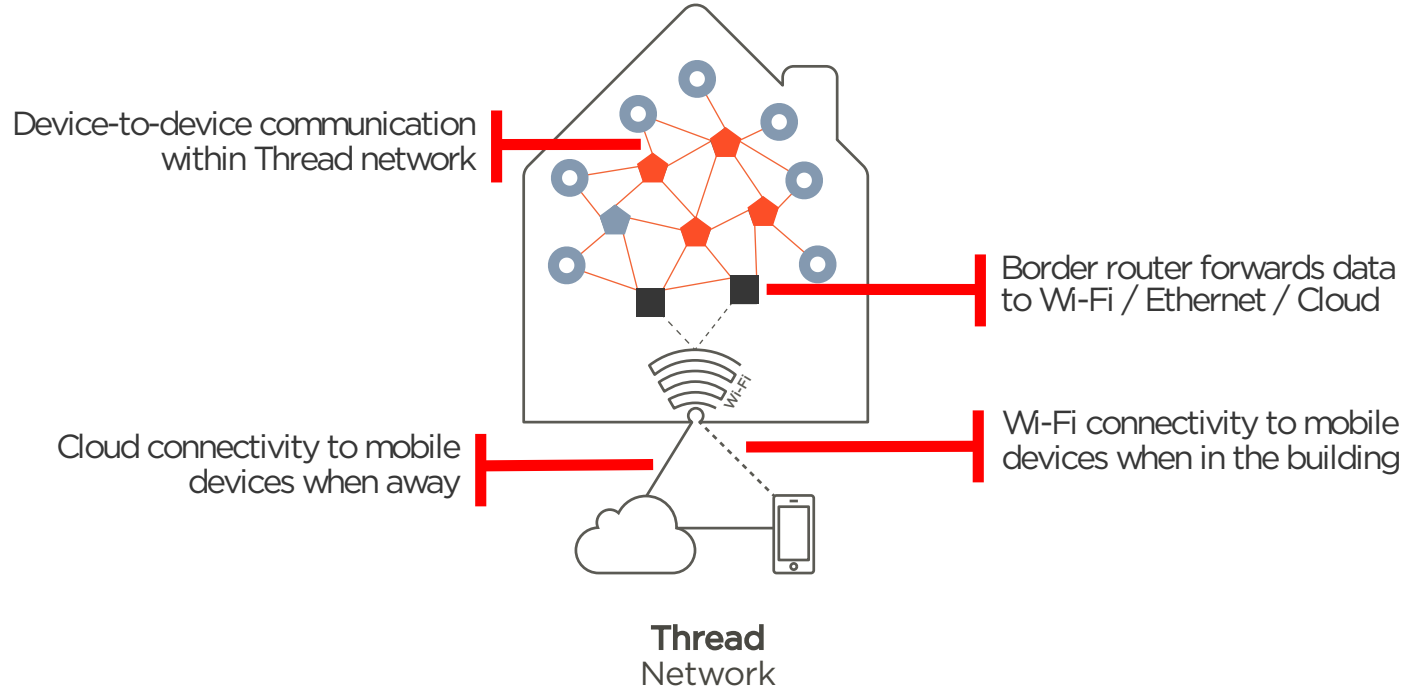 Device-to-device communication
within Thread network
Border router forwards data
to Wi-Fi / Ethernet / Cloud
Wi-Fi
Cloud connectivity to mobile
devices when away
Wi-Fi connectivity to mobile
devices when in the building
Thread
Network